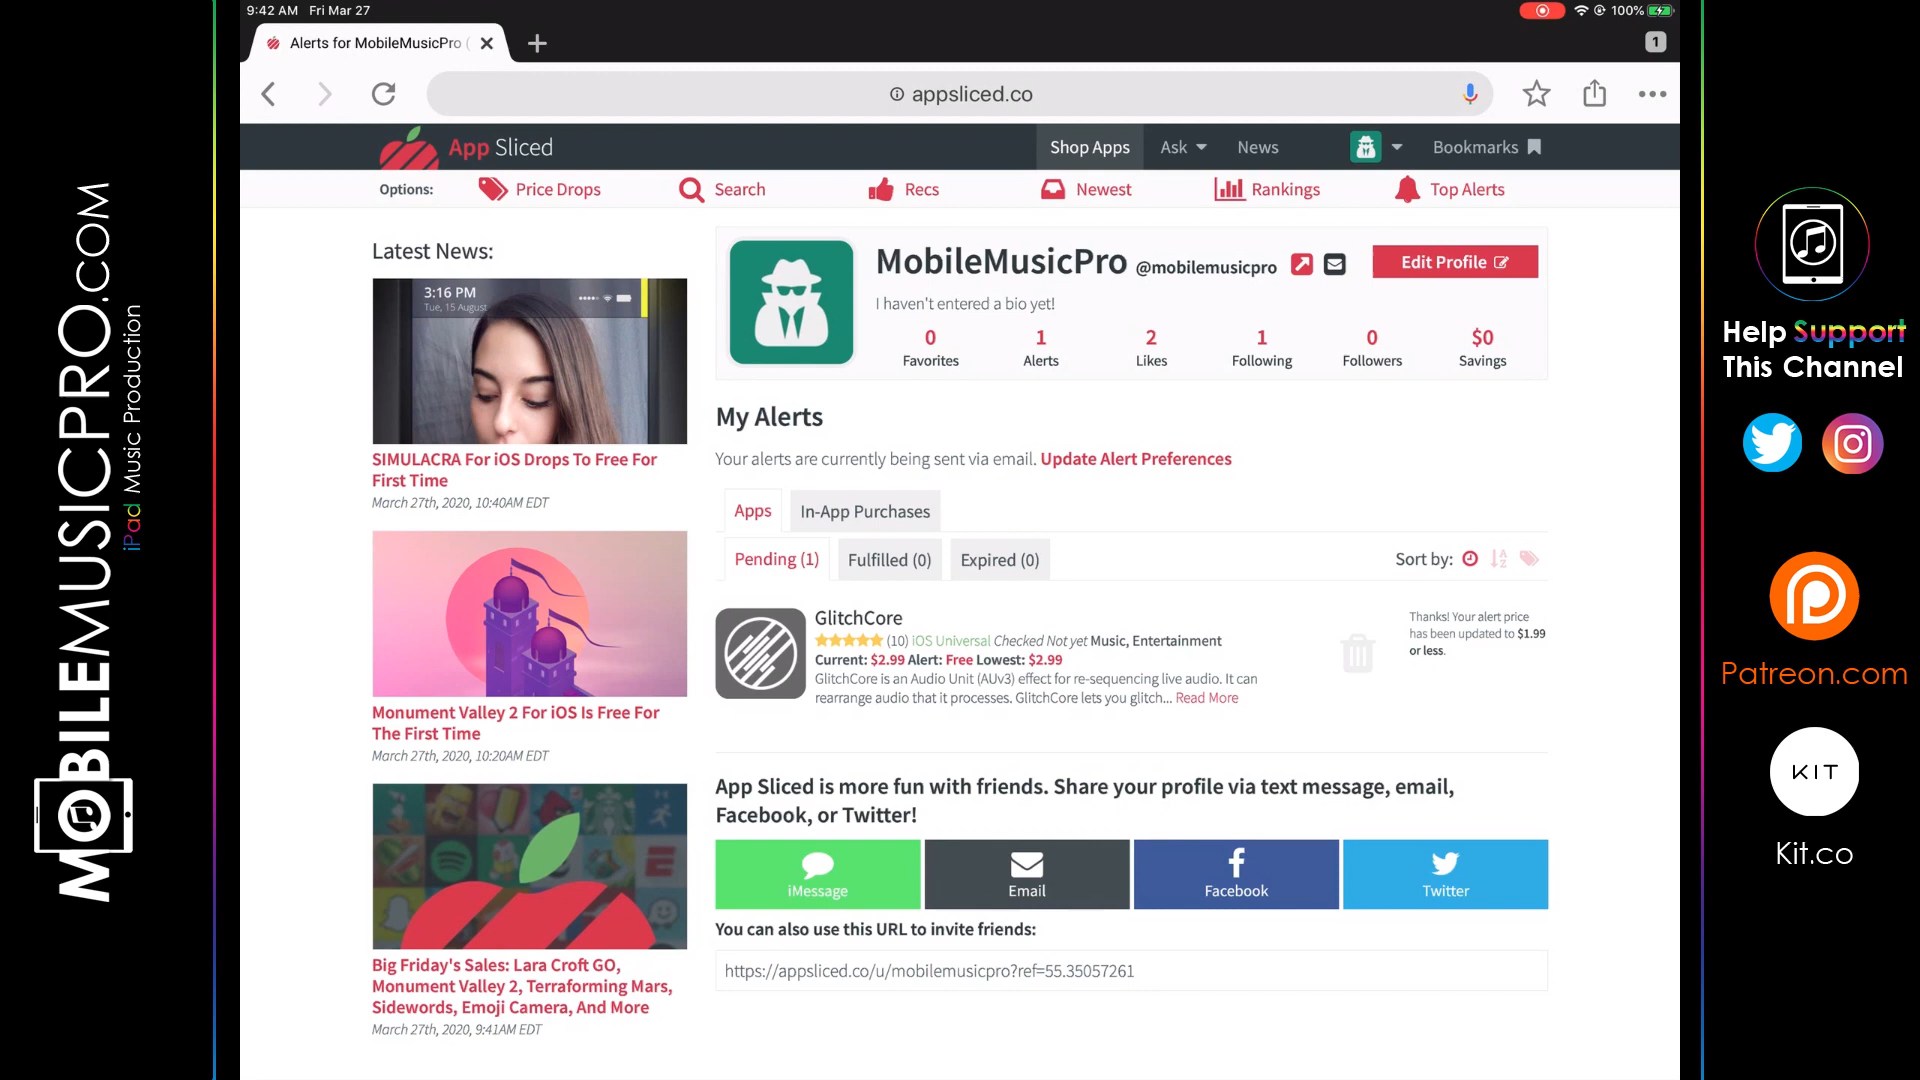 9:42 AM Fri Mar 27
100%
Alerts for MobileMusicPro (
1
appsliced.co
App Sliced
Shop Apps
Ask
News
Bookmarks
Options:
Price Drops
Search
Recs
Newest
Rankings
Top Alerts
Latest News:
3:16 PM
Tue, 15 August
SIMULACRA For iOS Drops To Free For
First Time
March 27th, 2020, 10:40AM EDT
Monument Valley 2 For iOS Is Free For
The First Time
March 27th, 2020, 10:20AM EDT
Big Friday's Sales: Lara Croft GO,
Monument Valley 2, Terraforming Mars,
Sidewords, Emoji Camera, And More
March 27th, 2020, 9:41AM EDT
MobileMusicPro @mobilemusicpro
Edit Profile
I haven't entered a bio yet!
0 1 2 1 0 $0
Favorites Alerts Likes Following Followers Savings
My Alerts
Your alerts are currently being sent via email. Update Alert Preferences
Apps In-App Purchases
Pending (1) Fulfilled (0) Expired (0)
Sort by:
GlitchCore
(10) iOS Universal Checked Not yet Music, Entertainment
Current: $2.99 Alert: Free Lowest: $2.99
GlitchCore is an Audio Unit (AUv3) effect for re-sequencing live audio. It can
rearrange audio that it processes. GlitchCore lets you glitch... Read More
Thanks! Your alert price
has been updated to $1.99
or less.
App Sliced is more fun with friends. Share your profile via text message, email,
Facebook, or Twitter!
iMessage
Email
Facebook
Twitter
You can also use this URL to invite friends:
https://appsliced.co/u/mobilemusicpro?ref=55.35057261
MOBILEMUSICPRO.COM
iPad Music Production
Help Support
This Channel
Patreon.com
KIT
Kit.co